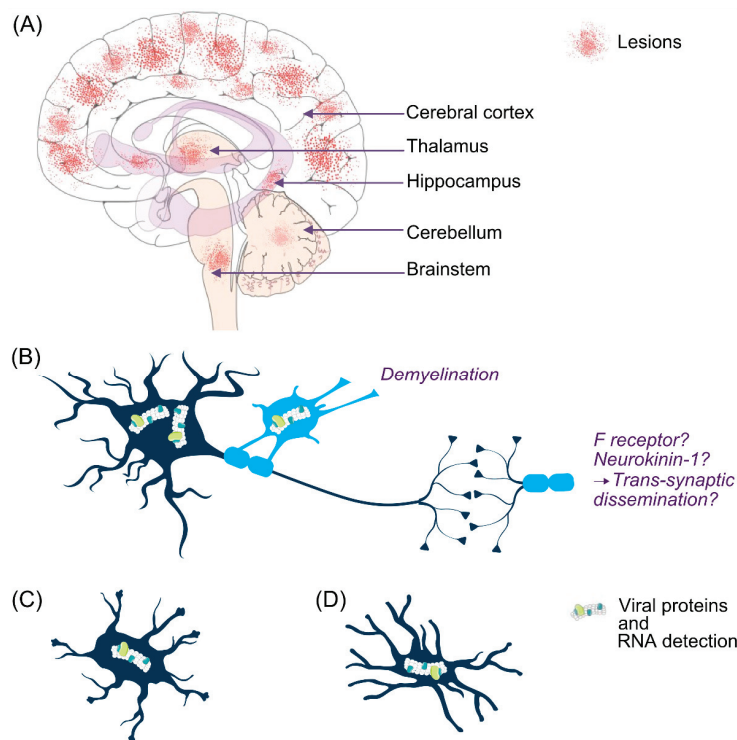 (A)
Lesions
Cerebral cortex
Thalamus
Hippocampus
Cerebellum
Brainstem
(B)
Demyelination
F receptor?
Neurokinin-1?
→ Trans-synaptic
dissemination?
(C)
(D)
Viral proteins
and
RNA detection